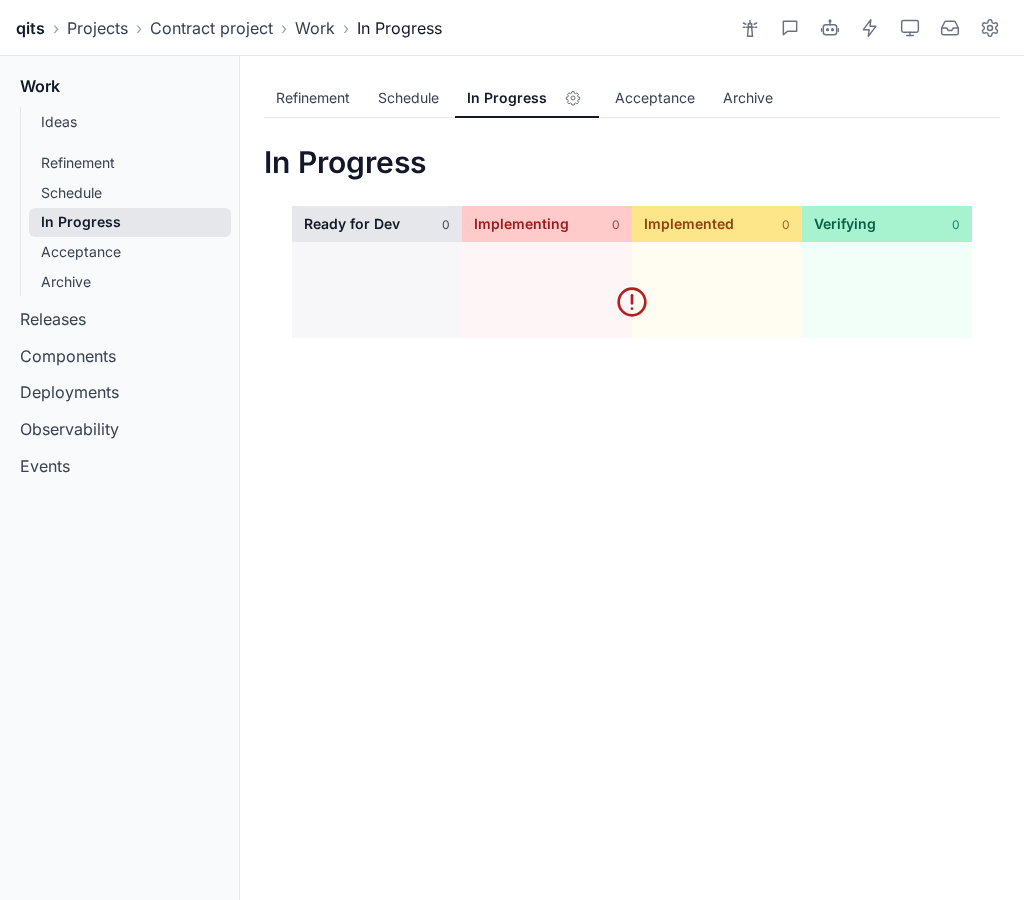 qits › Projects › Contract project › Work › In Progress
Work
Ideas
Refinement
Schedule
In Progress
Acceptance
Archive
Releases
Components
Deployments
Observability
Events
Refinement Schedule In Progress Acceptance Archive
In Progress
Ready for Dev 0 Implementing 0 Implemented 0 Verifying 0